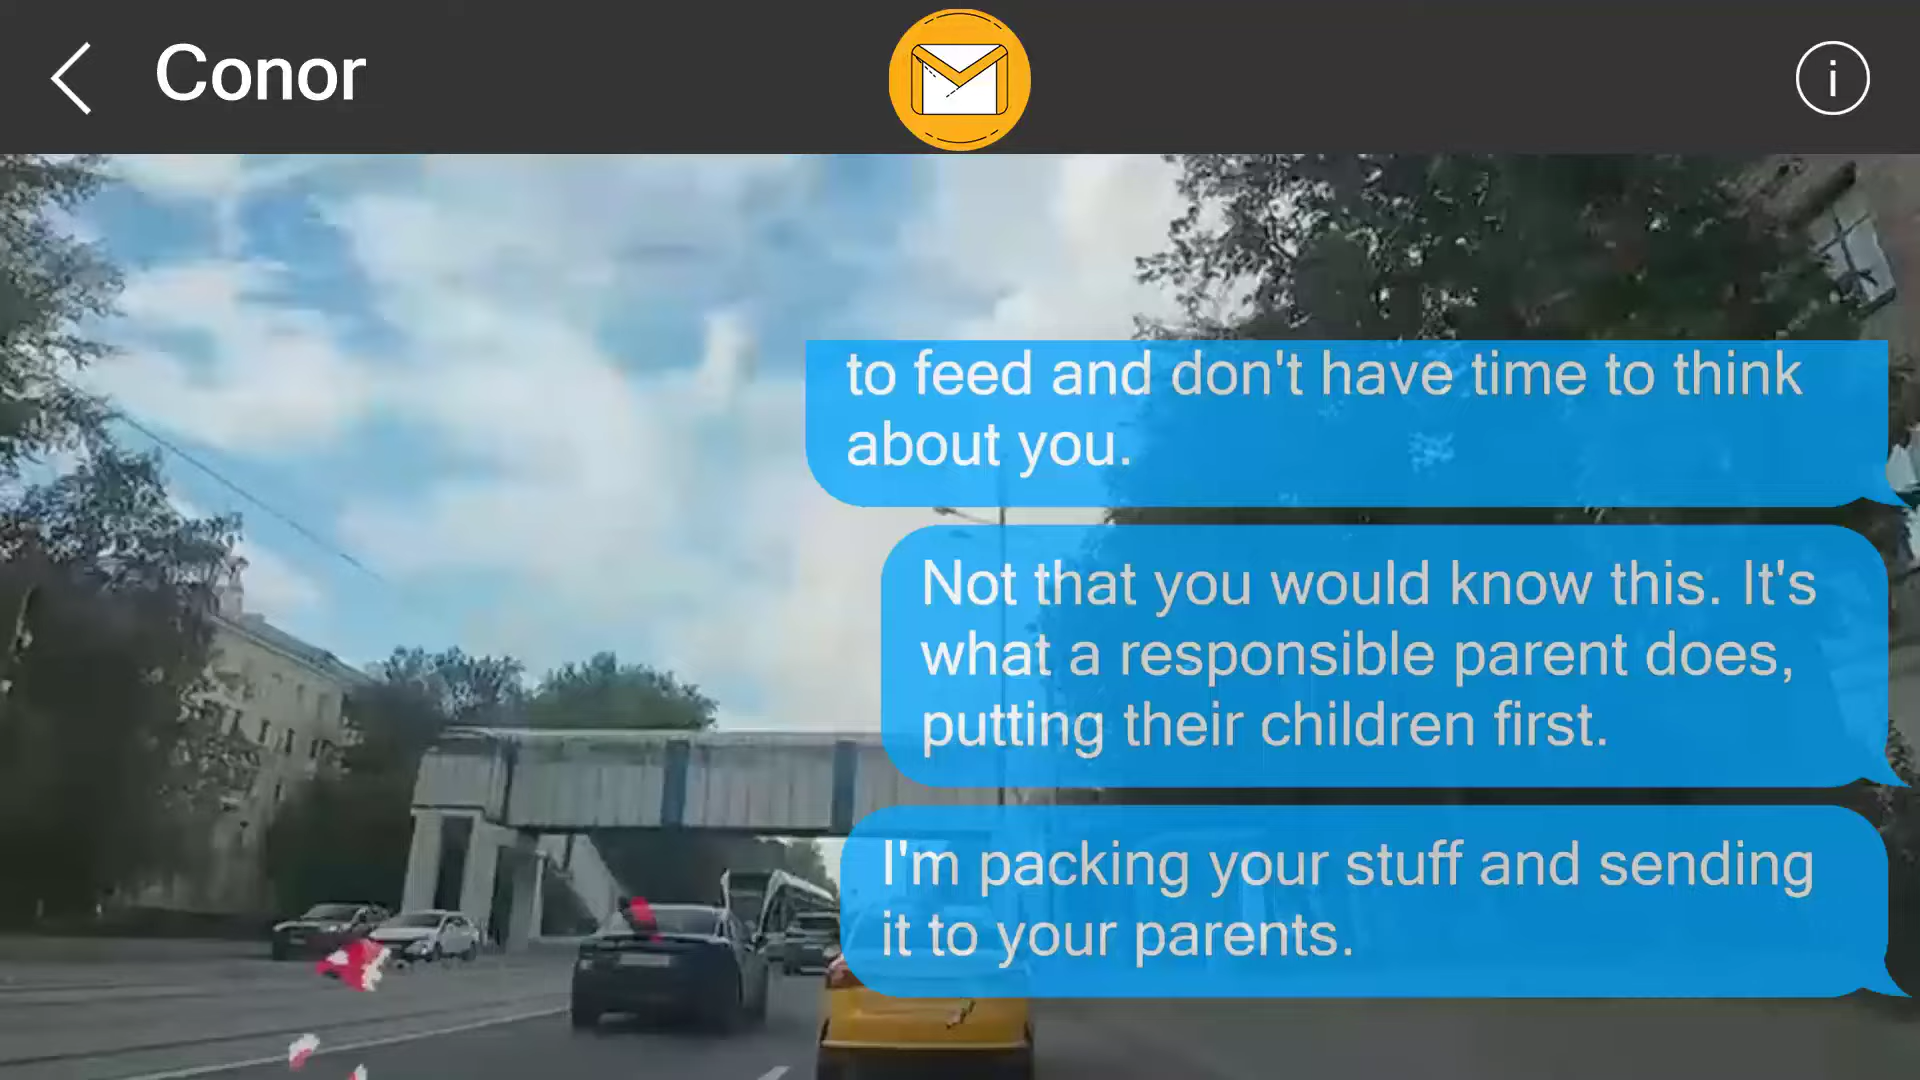 Conor
i
to feed and don't have time to think
about you.
Not that you would know this. It's
what a responsible parent does,
putting their children first.
I'm packing your stuff and sending
it to your parents.